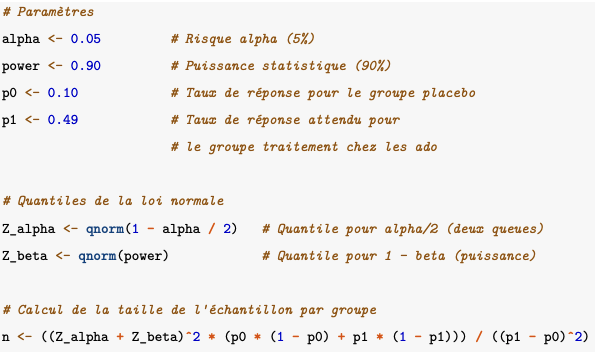 # Paramètres
alpha <- 0.05 # Risque alpha (5%)
power <- 0.90 # Puissance statistique (90%)
p0 <- 0.10 # Taux de réponse pour le groupe placebo
p1 <- 0.49 # Taux de réponse attendu pour
# le groupe traitement chez les ado
# Quantiles de la loi normale
Z_alpha <- qnorm(1 - alpha / 2) # Quantile pour alpha/2 (deux queues)
Z_beta <- qnorm(power) # Quantile pour 1 - beta (puissance)
# Calcul de la taille de l'échantillon par groupe
n <- ((Z_alpha + Z_beta)^2 * (p0 * (1 - p0) + p1 * (1 - p1))) / ((p1 - p0)^2)